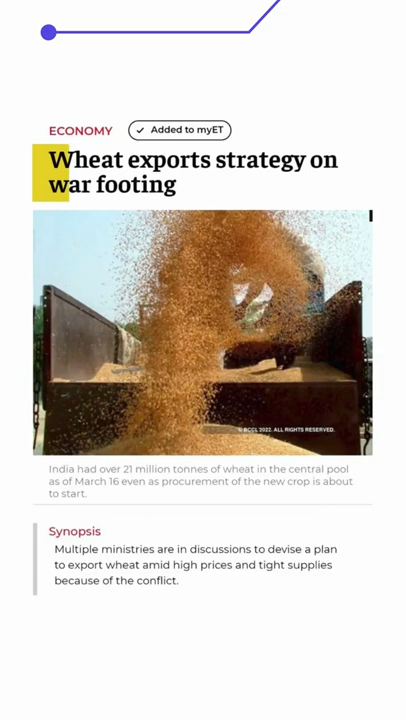 ECONOMY
Added to myET
Wheat exports strategy on
war footing
© BCCL 2022. ALL RIGHTS RESERVED.
India had over 21 million tonnes of wheat in the central pool
as of March 16 even as procurement of the new crop is about
to start.
Synopsis
Multiple ministries are in discussions to devise a plan
to export wheat amid high prices and tight supplies
because of the conflict.